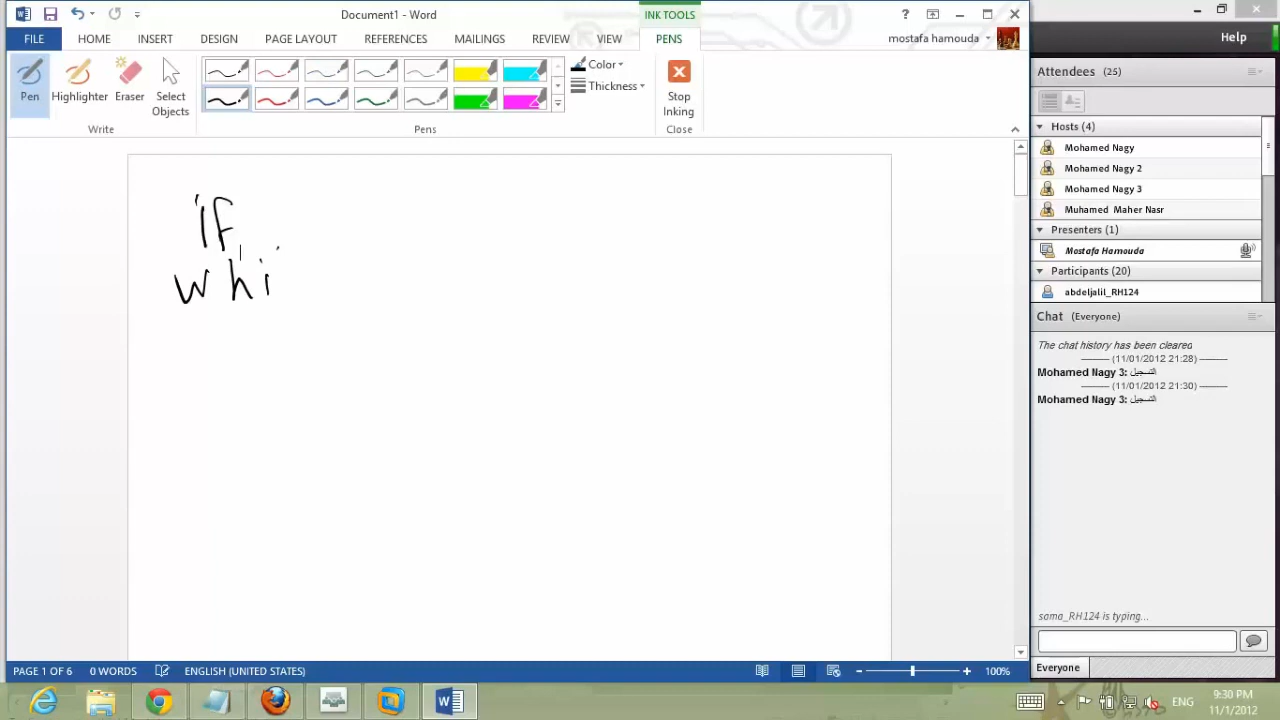 Document1 - Word
INK TOOLS
FILE
HOME
INSERT
DESIGN
PAGE LAYOUT
REFERENCES
MAILINGS
REVIEW
VIEW
PENS
mostafa hamouda
Pen
Highlighter
Eraser
Select Objects
Color
Thickness
Stop Inking
Write
Pens
Close
if
whi
PAGE 1 OF 6
0 WORDS
ENGLISH (UNITED STATES)
100%
Help
Attendees (25)
Hosts (4)
Mohamed Nagy
Mohamed Nagy 2
Mohamed Nagy 3
Muhamed Maher Nasr
Presenters (1)
Mostafa Hamouda
Participants (20)
abdeljalil_RH124
Chat (Everyone)
The chat history has been cleared
(11/01/2012 21:28)
Mohamed Nagy 3: التسجيل
(11/01/2012 21:30)
Mohamed Nagy 3: التسجيل
soma_RH124 is typing...
Everyone
ENG
9:30 PM
11/1/2012